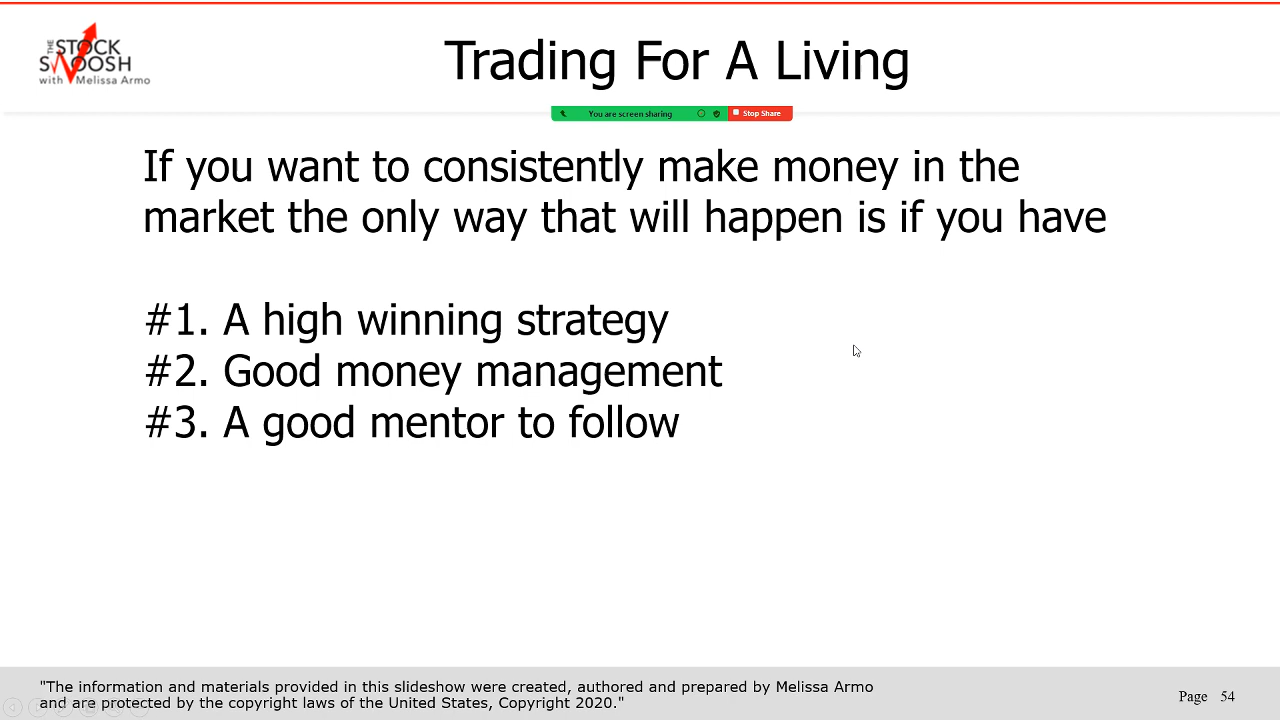 THE STOCK
SWOOSH
with Melissa Armo
Trading For A Living
You are screen sharing
Stop Share
If you want to consistently make money in the
market the only way that will happen is if you have
#1. A high winning strategy
#2. Good money management
#3. A good mentor to follow
"The information and materials provided in this slideshow were created, authored and prepared by Melissa Armo
and are protected by the copyright laws of the United States, Copyright 2020."
Page 54